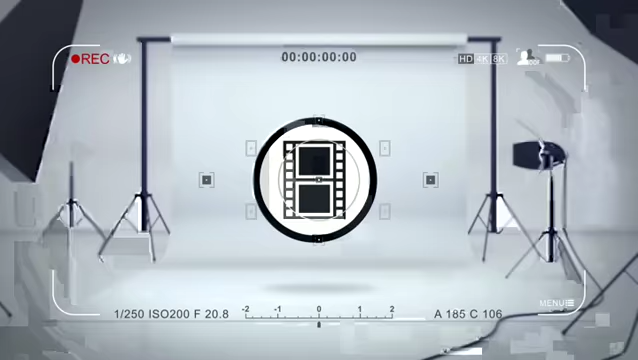 REC
00:00:00:00
HD 4K 8K
MENU
1/250 ISO200 F 20.8
-2 -1 0 1 2
A 185 C 106